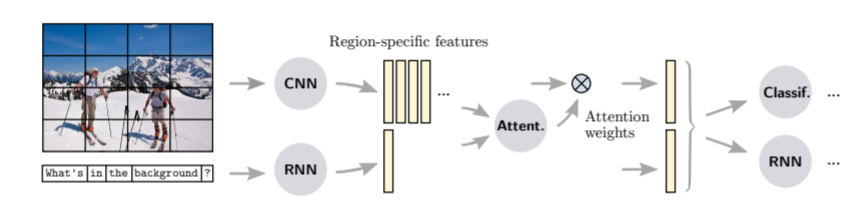 Region-specific features
CNN
...
Attent.
Attention
weights
Classif.
...
What's in the background ?
RNN
RNN
...